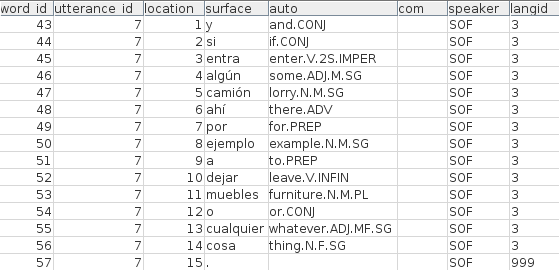 word_id utterance_id location surface auto com speaker langid
43 7 1 y and.CONJ SOF 3
44 7 2 si if.CONJ SOF 3
45 7 3 entra enter.V.2S.IMPER SOF 3
46 7 4 algún some.ADJ.M.SG SOF 3
47 7 5 camión lorry.N.M.SG SOF 3
48 7 6 ahí there.ADV SOF 3
49 7 7 por for.PREP SOF 3
50 7 8 ejemplo example.N.M.SG SOF 3
51 7 9 a to.PREP SOF 3
52 7 10 dejar leave.V.INFIN SOF 3
53 7 11 muebles furniture.N.M.PL SOF 3
54 7 12 o or.CONJ SOF 3
55 7 13 cualquier whatever.ADJ.MF.SG SOF 3
56 7 14 cosa thing.N.F.SG SOF 3
57 7 15 . SOF 999